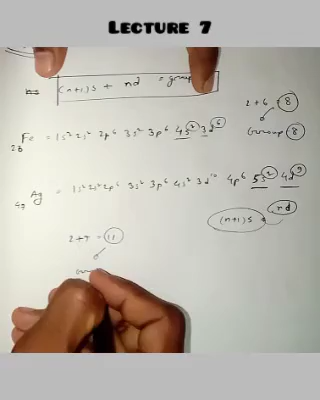 LECTURE 7
(n+1)s + nd = group
2+6 = 8
Group 8
26 Fe = 1s² 2s² 2p⁶ 3s² 3p⁶ 4s² 3d⁶
47 Ag = 1s² 2s² 2p⁶ 3s² 3p⁶ 4s² 3d¹⁰ 4p⁶ 5s² 4d⁹
(n+1)s nd
2+9 = 11